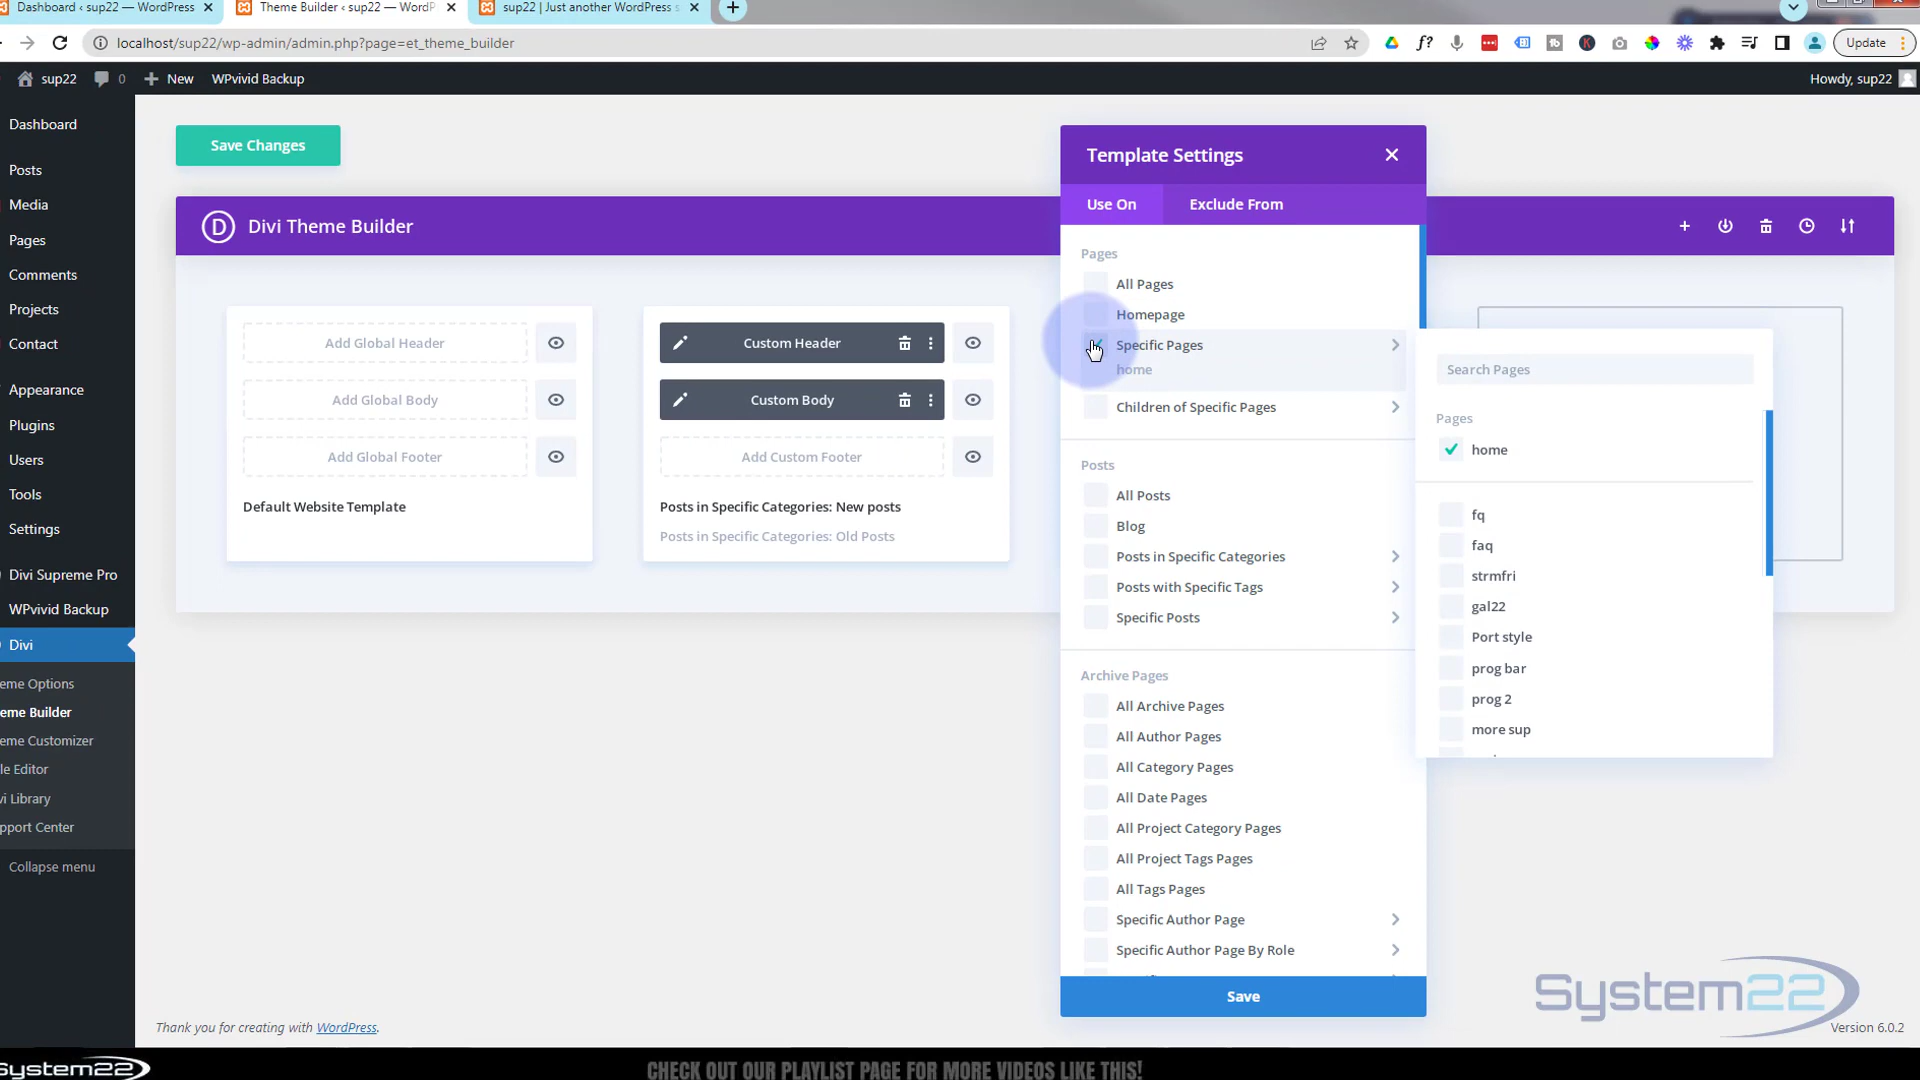 Dashboard ‹ sup22 — WordPress
Theme Builder ‹ sup22 — WordP
sup22 | Just another WordPress s
localhost/sup22/wp-admin/admin.php?page=et_theme_builder
Update
sup22
0
New
WPvivid Backup
Howdy, sup22
Dashboard
Posts
Media
Pages
Comments
Projects
Contact
Appearance
Plugins
Users
Tools
Settings
Divi Supreme Pro
WPvivid Backup
Divi
eme Options
eme Builder
eme Customizer
le Editor
vi Library
pport Center
Collapse menu
Save Changes
Divi Theme Builder
Add Global Header
Add Global Body
Add Global Footer
Default Website Template
Custom Header
Custom Body
Add Custom Footer
Posts in Specific Categories: New posts
Posts in Specific Categories: Old Posts
Template Settings
Use On
Exclude From
Pages
All Pages
Homepage
Specific Pages
home
Children of Specific Pages
Posts
All Posts
Blog
Posts in Specific Categories
Posts with Specific Tags
Specific Posts
Archive Pages
All Archive Pages
All Author Pages
All Category Pages
All Date Pages
All Project Category Pages
All Project Tags Pages
All Tags Pages
Specific Author Page
Specific Author Page By Role
Save
Search Pages
Pages
home
fq
faq
strmfri
gal22
Port style
prog bar
prog 2
more sup
Thank you for creating with WordPress.
System22
Version 6.0.2
System22
CHECK OUT OUR PLAYLIST PAGE FOR MORE VIDEOS LIKE THIS!